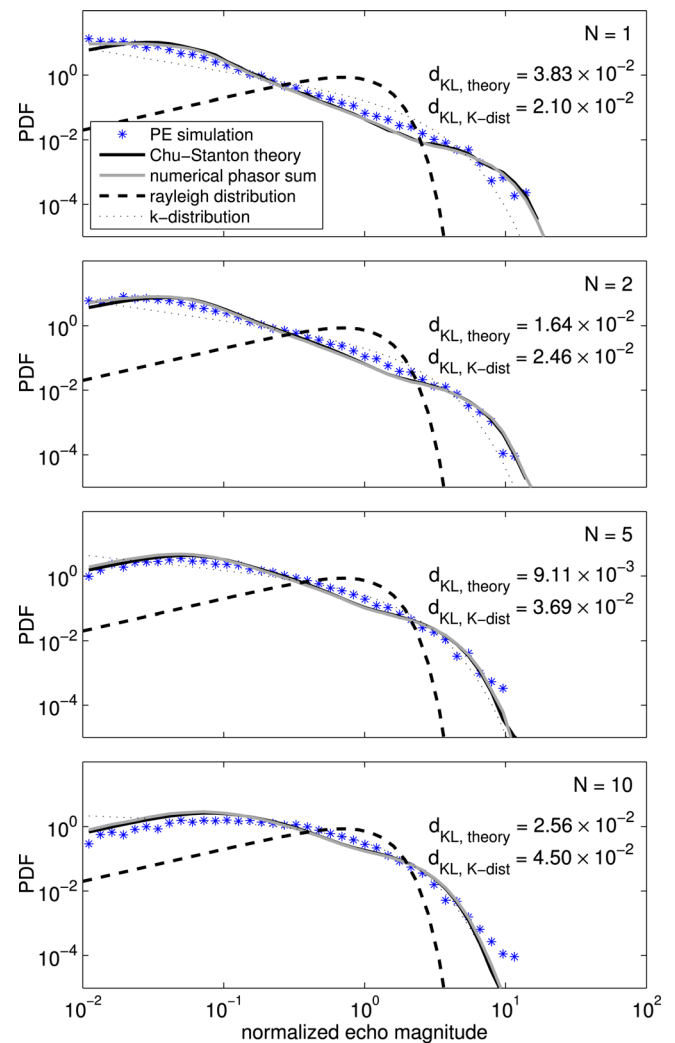 N = 1
d_KL, theory = 3.83 × 10^−2
d_KL, K−dist = 2.10 × 10^−2
PDF
10^0
10^−2
10^−4
PE simulation
Chu−Stanton theory
numerical phasor sum
rayleigh distribution
k−distribution
N = 2
d_KL, theory = 1.64 × 10^−2
d_KL, K−dist = 2.46 × 10^−2
PDF
10^0
10^−2
10^−4
N = 5
d_KL, theory = 9.11 × 10^−3
d_KL, K−dist = 3.69 × 10^−2
PDF
10^0
10^−2
10^−4
N = 10
d_KL, theory = 2.56 × 10^−2
d_KL, K−dist = 4.50 × 10^−2
PDF
10^0
10^−2
10^−4
10^−2 10^−1 10^0 10^1 10^2
normalized echo magnitude